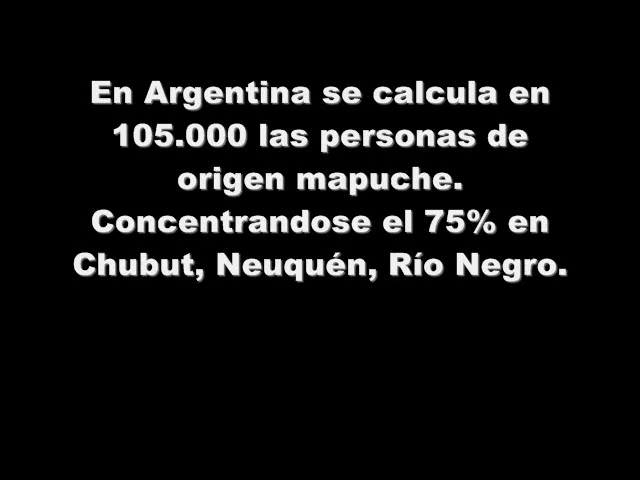 En Argentina se calcula en
105.000 las personas de
origen mapuche.
Concentrandose el 75% en
Chubut, Neuquén, Río Negro.